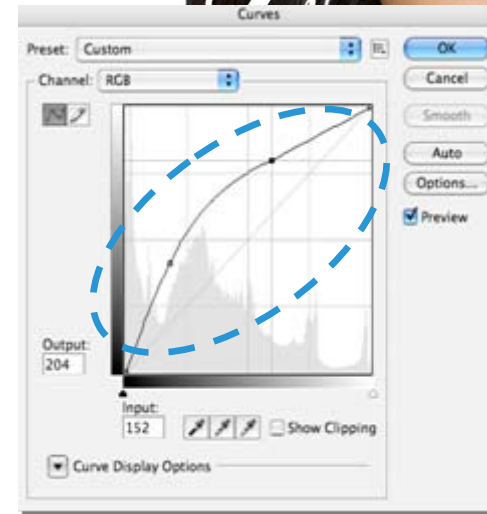 Curves
Preset: Custom
OK
Channel: RGB
Cancel
Smooth
Auto
Options...
Preview
Output:
204
Input:
152
Show Clipping
Curve Display Options